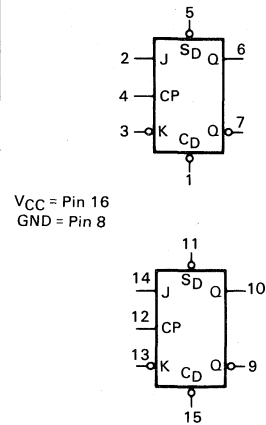 5
2 J SD Q 6
4 CP
3 K CD Q 7
1
VCC = Pin 16
GND = Pin 8
11
14 J SD Q 10
12 CP
13 K CD Q 9
15